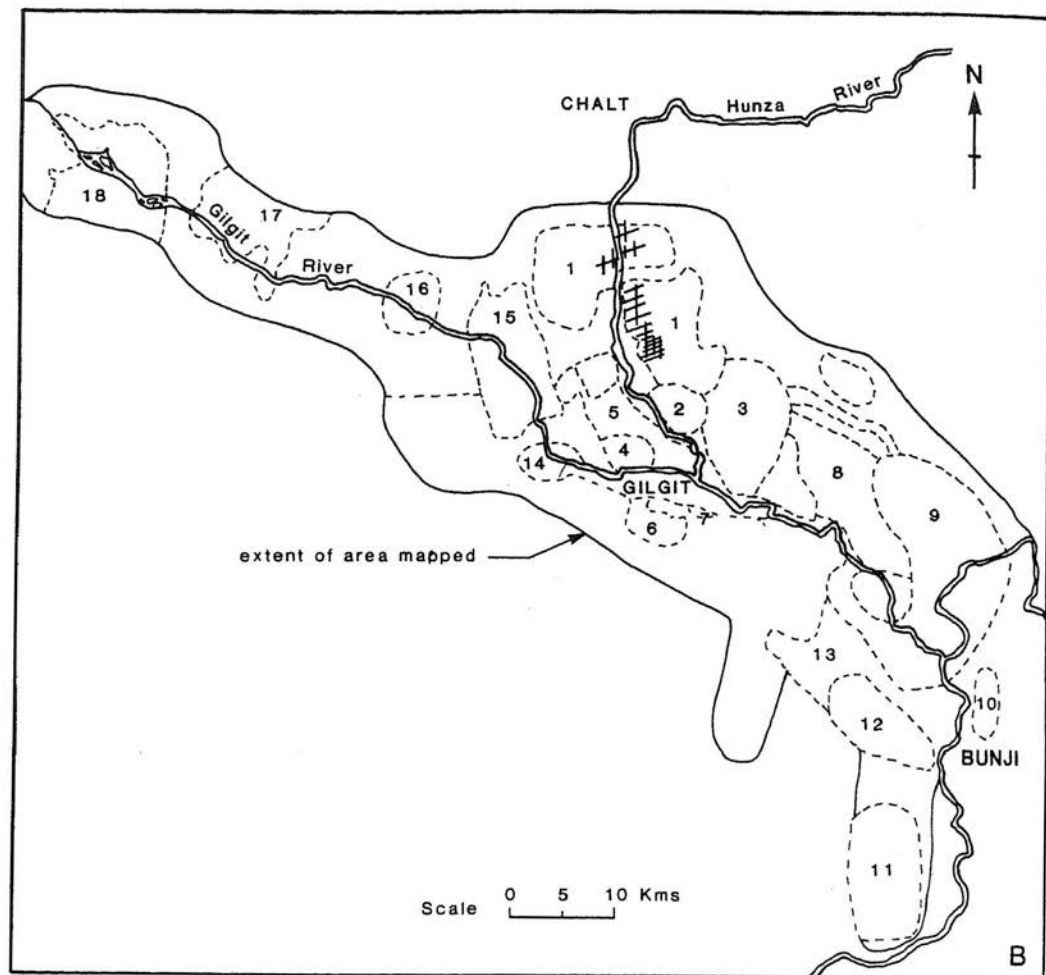 N
CHALT
Hunza
River
18
17
Gilgit
River
1
16
15
1
5
2
3
4
14
GILGIT
8
9
6
7
extent of area mapped
13
10
12
BUNJI
11
0 5 10 Kms
Scale
B